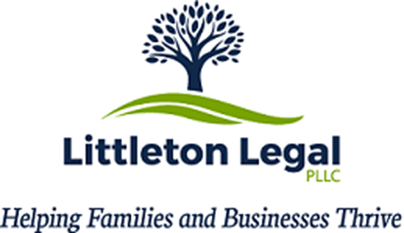 Littleton Legal
PLLC
Helping Families and Businesses Thrive